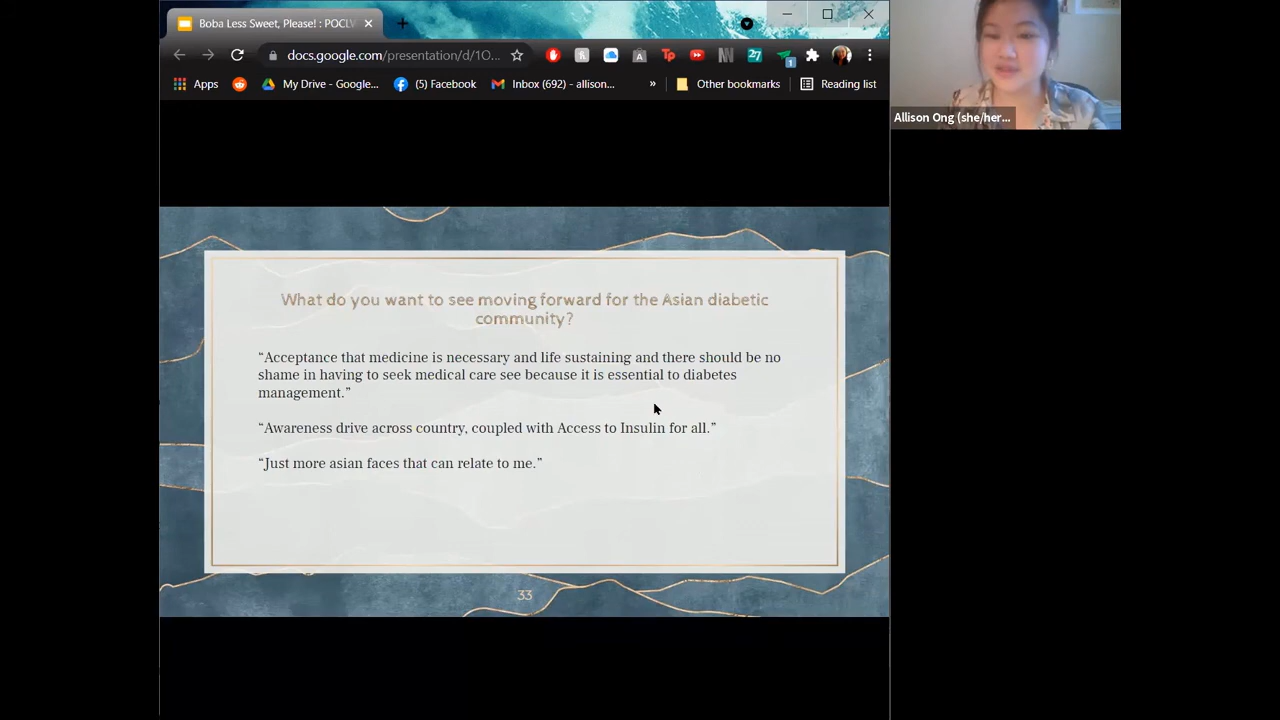 Boba Less Sweet, Please! : POCLV
docs.google.com/presentation/d/1O...
Apps
My Drive - Google...
(5) Facebook
Inbox (692) - allison...
»
Other bookmarks
Reading list
Allison Ong (she/her...
What do you want to see moving forward for the Asian diabetic
community?
“Acceptance that medicine is necessary and life sustaining and there should be no
shame in having to seek medical care see because it is essential to diabetes
management.”
“Awareness drive across country, coupled with Access to Insulin for all.”
“Just more asian faces that can relate to me.”
33